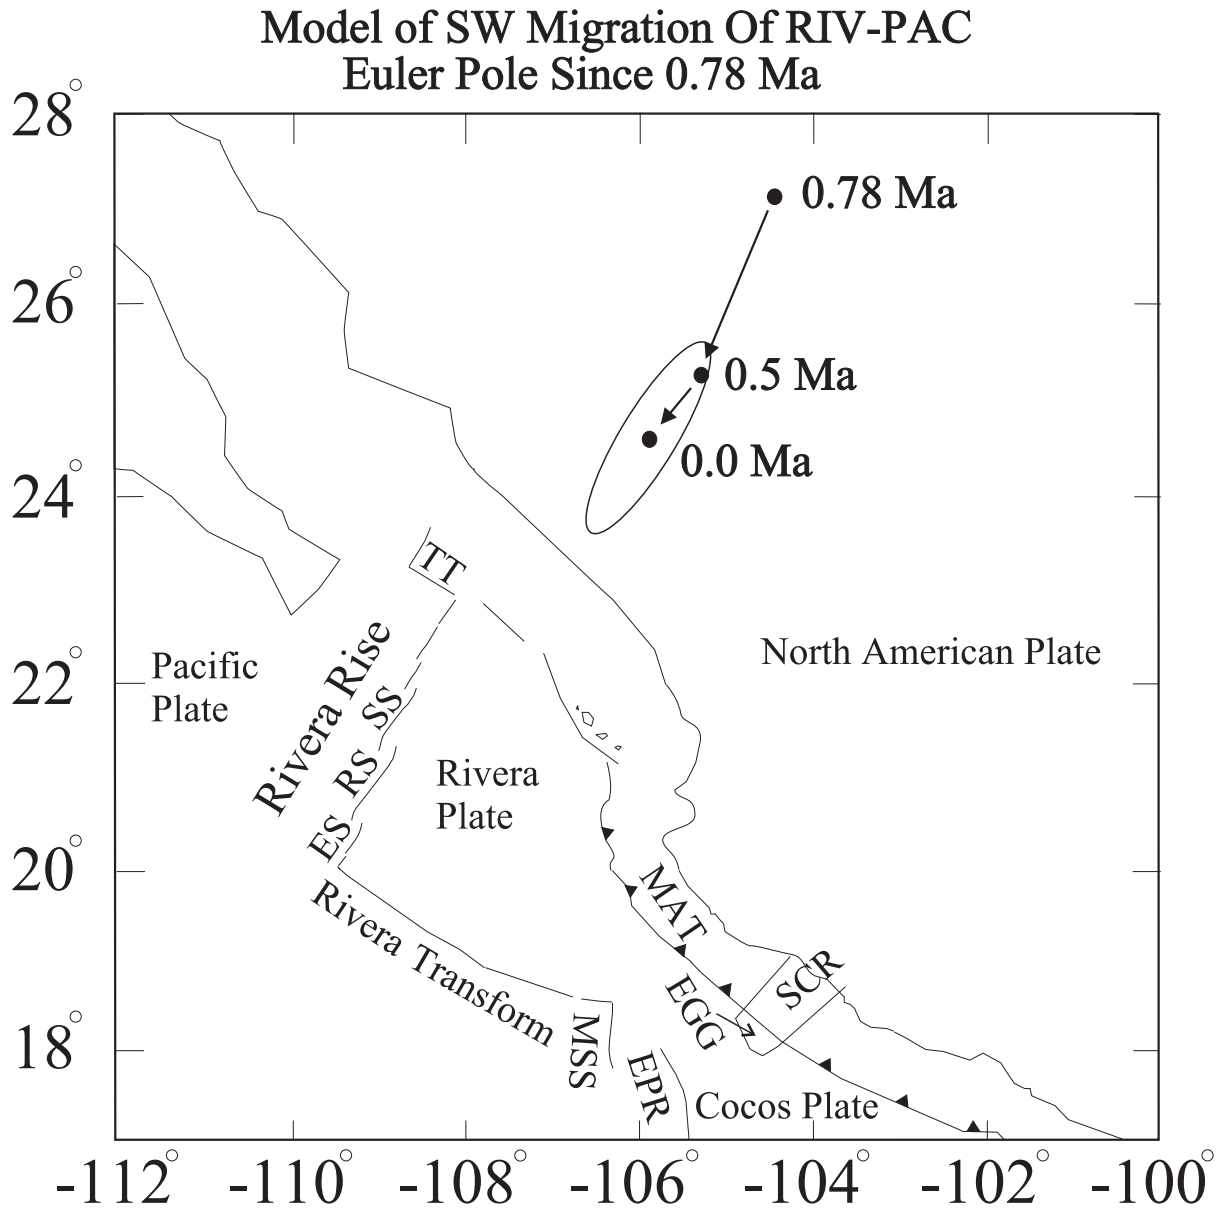 Model of SW Migration Of RIV-PAC
Euler Pole Since 0.78 Ma
28°
26°
24°
22°
20°
18°
0.78 Ma
0.5 Ma
0.0 Ma
TT
North American Plate
Pacific
Plate
Rivera Rise
SS
RS
ES
Rivera
Plate
MAT
SCR
EGG
Rivera Transform
MSS
EPR
Cocos Plate
-112° -110° -108° -106° -104° -102° -100°